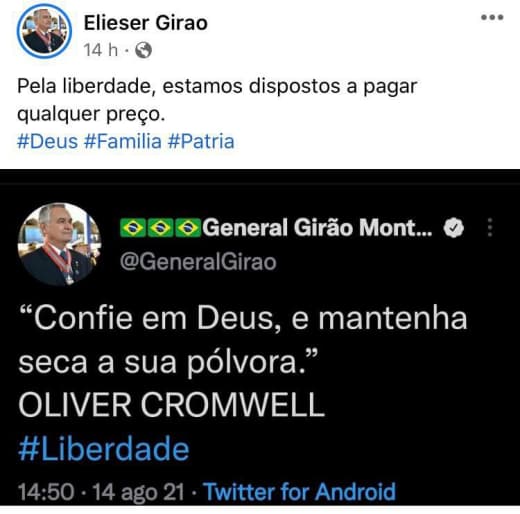 Elieser Girao
14 h ·
Pela liberdade, estamos dispostos a pagar
qualquer preço.
#Deus #Familia #Patria
General Girão Mont...
@GeneralGirao
“Confie em Deus, e mantenha
seca a sua pólvora.”
OLIVER CROMWELL
#Liberdade
14:50 · 14 ago 21 · Twitter for Android